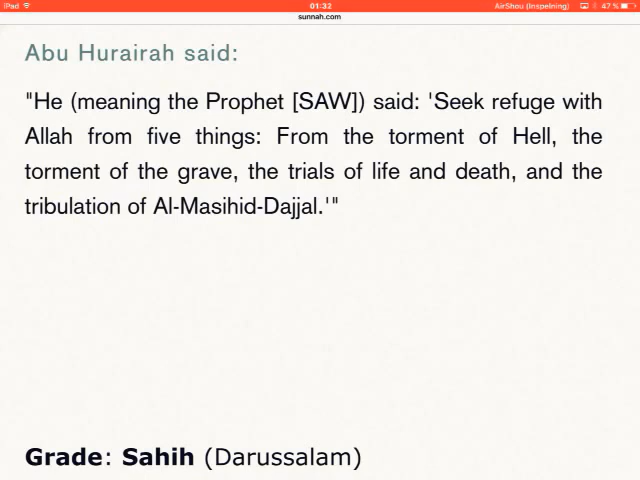 iPad 01:32 AirShou (Inspelning) 47 %
sunnah.com
Abu Hurairah said:
"He (meaning the Prophet [SAW]) said: 'Seek refuge with
Allah from five things: From the torment of Hell, the
torment of the grave, the trials of life and death, and the
tribulation of Al-Masihid-Dajjal.'"
Grade: Sahih (Darussalam)